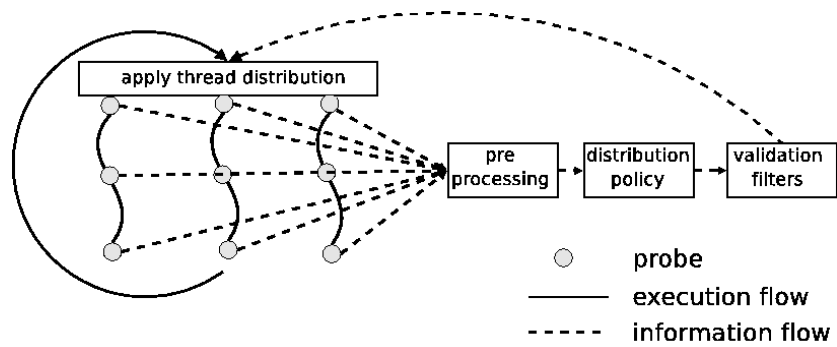 apply thread distribution
pre
processing
distribution
policy
validation
filters
probe
execution flow
information flow